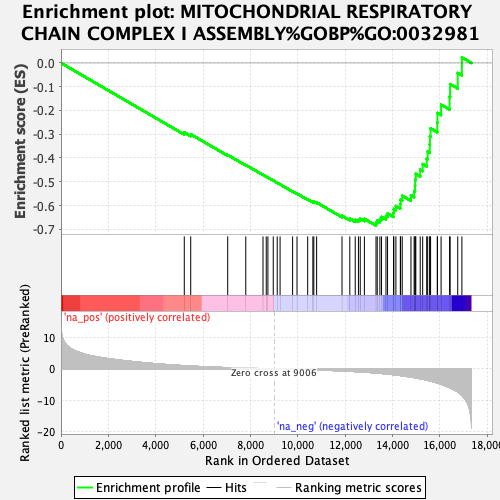 Enrichment plot: MITOCHONDRIAL RESPIRATORY
CHAIN COMPLEX I ASSEMBLY%GOBP%GO:0032981
Enrichment score (ES)
0.0
-0.1
-0.2
-0.3
-0.4
-0.5
-0.6
-0.7
'na_pos' (positively correlated)
Ranked list metric (PreRanked)
10
0
-10
-20
Zero cross at 9006
'na_neg' (negatively correlated)
0 2,000 4,000 6,000 8,000 10,000 12,000 14,000 16,000 18,000
Rank in Ordered Dataset
Enrichment profile Hits Ranking metric scores